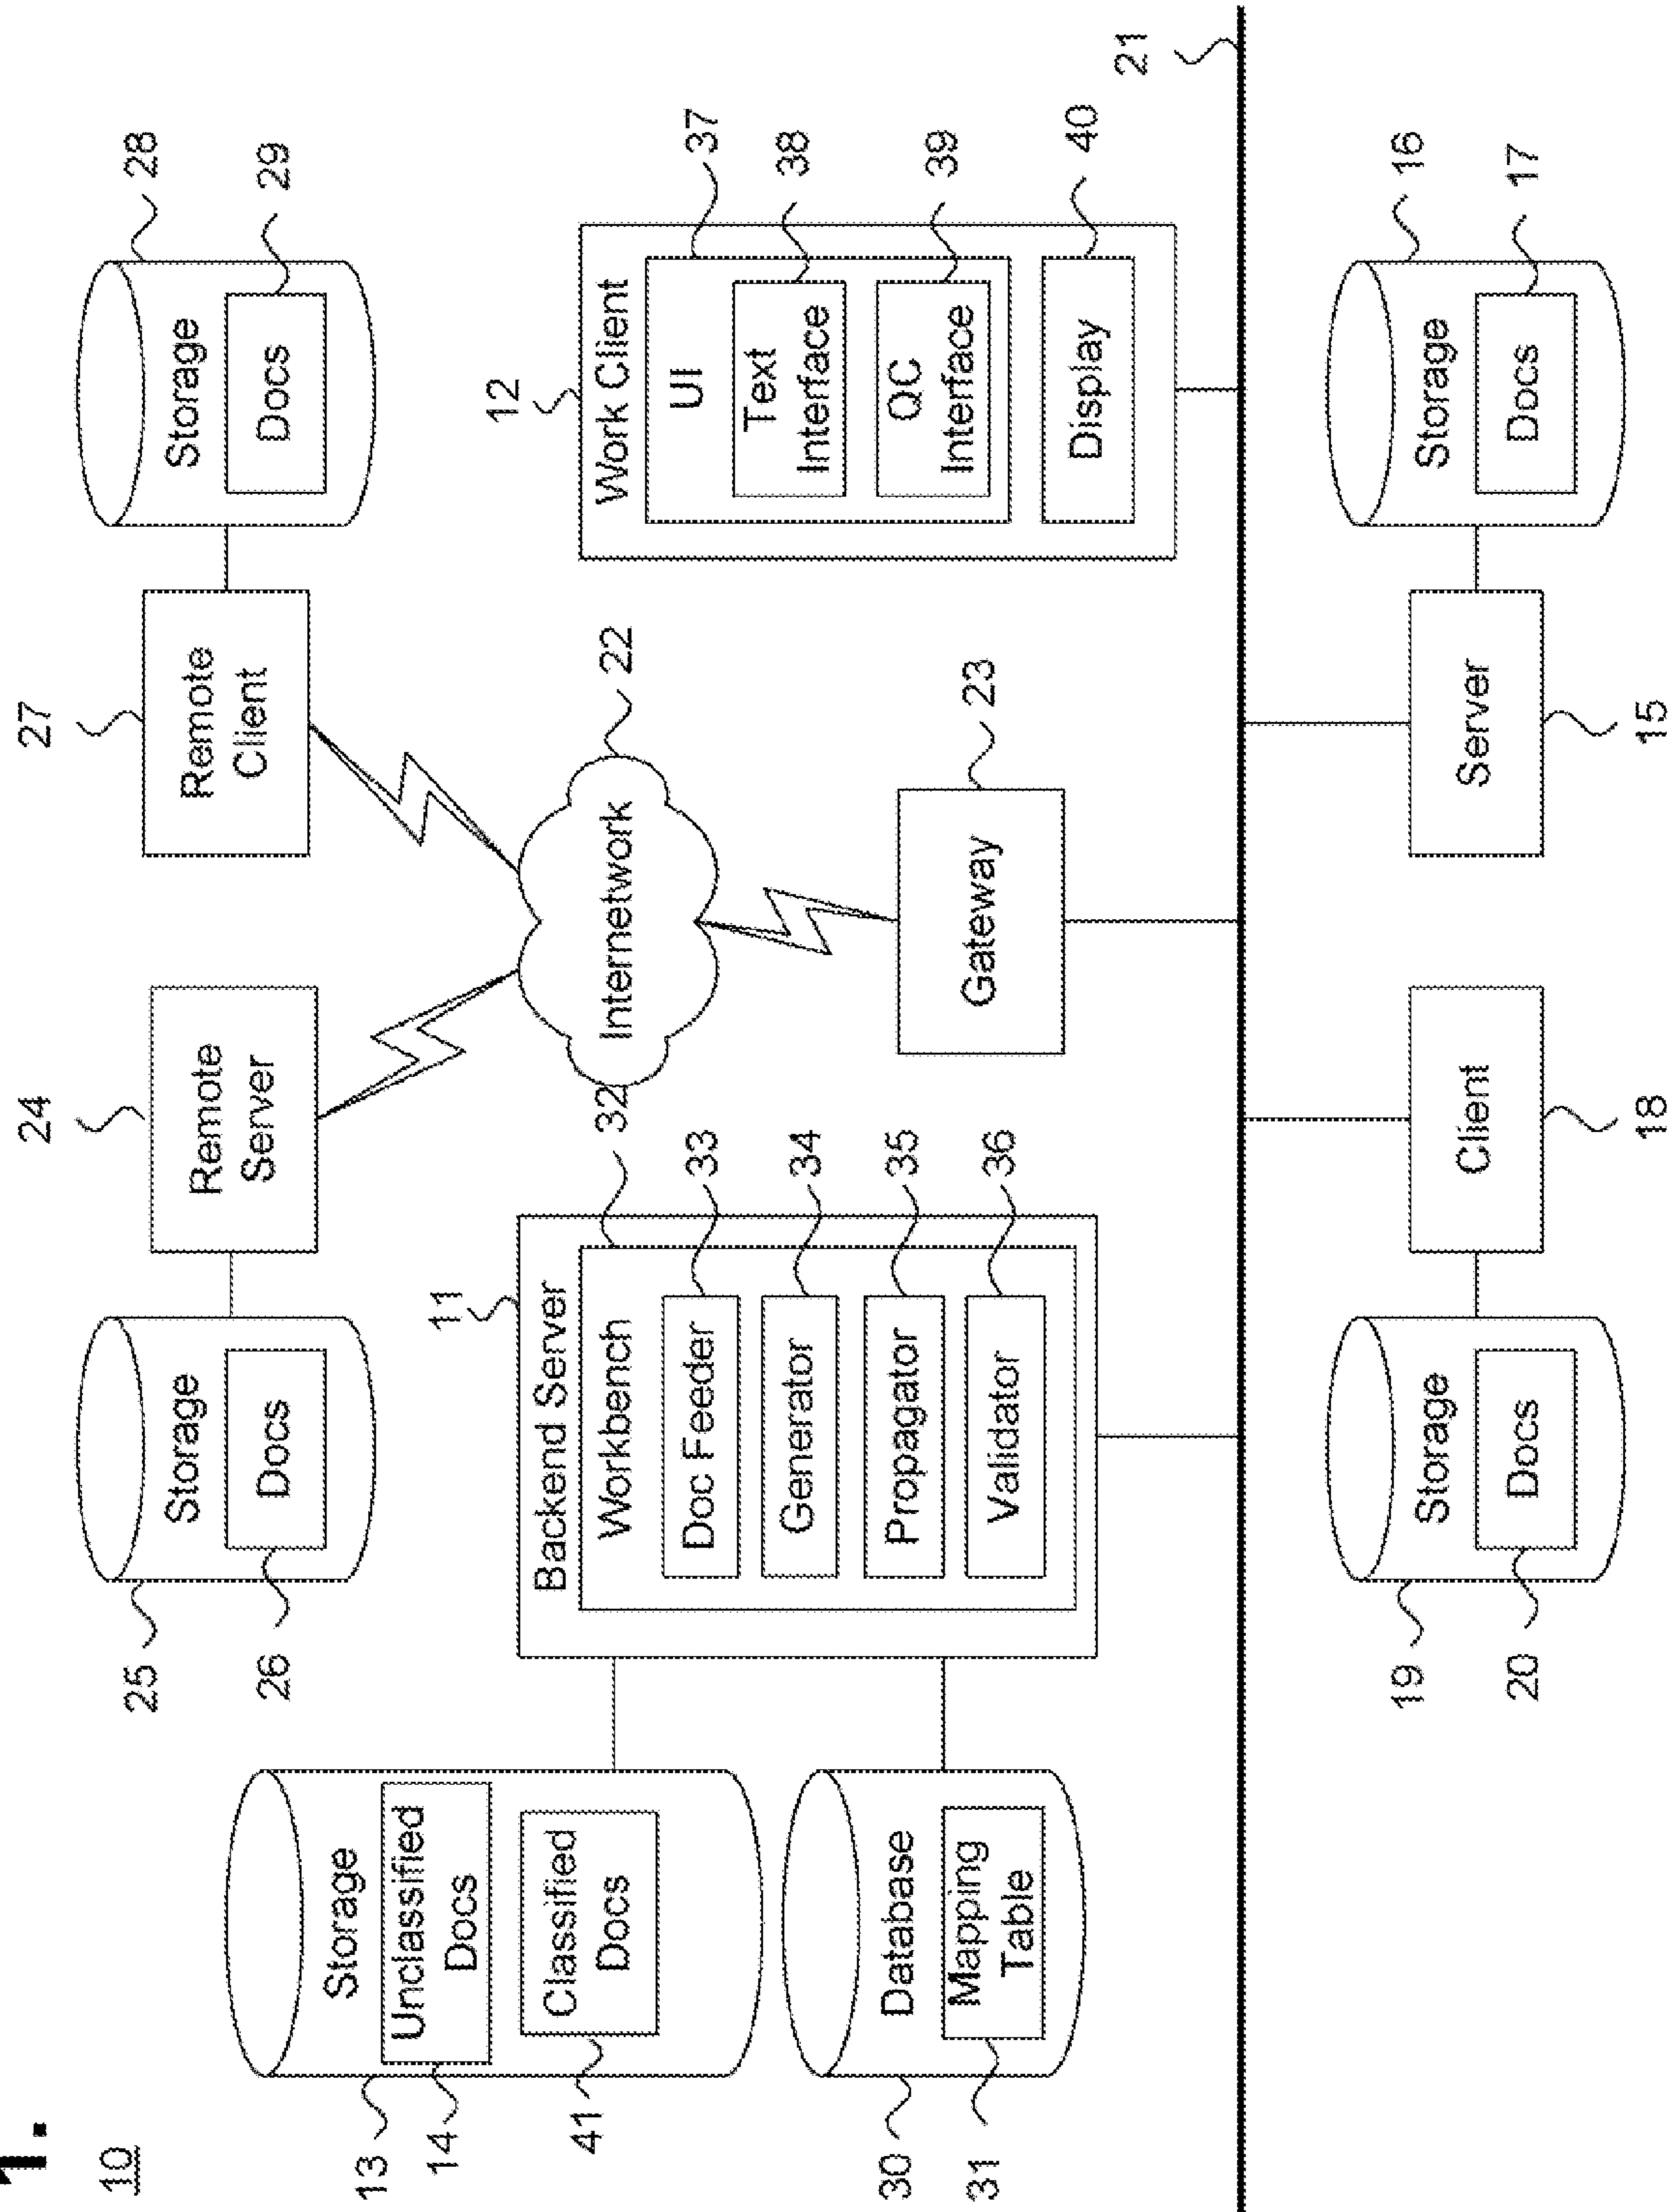 1.
10
24
27
Remote
Server
Remote
Client
25
Storage
26
Docs
Storage
28
Docs
29
13
Storage
14
Unclassified
Docs
41
Classified
Docs
30
Database
31
Mapping
Table
11
Backend Server
32
Workbench
Doc Feeder
33
Generator
34
Propagator
35
Validator
36
Internetwork
22
Gateway
23
12
Work Client
UI
37
Text
Interface
38
QC
Interface
39
Display
40
21
19
Storage
20
Docs
Client
18
Server
15
Storage
16
Docs
17